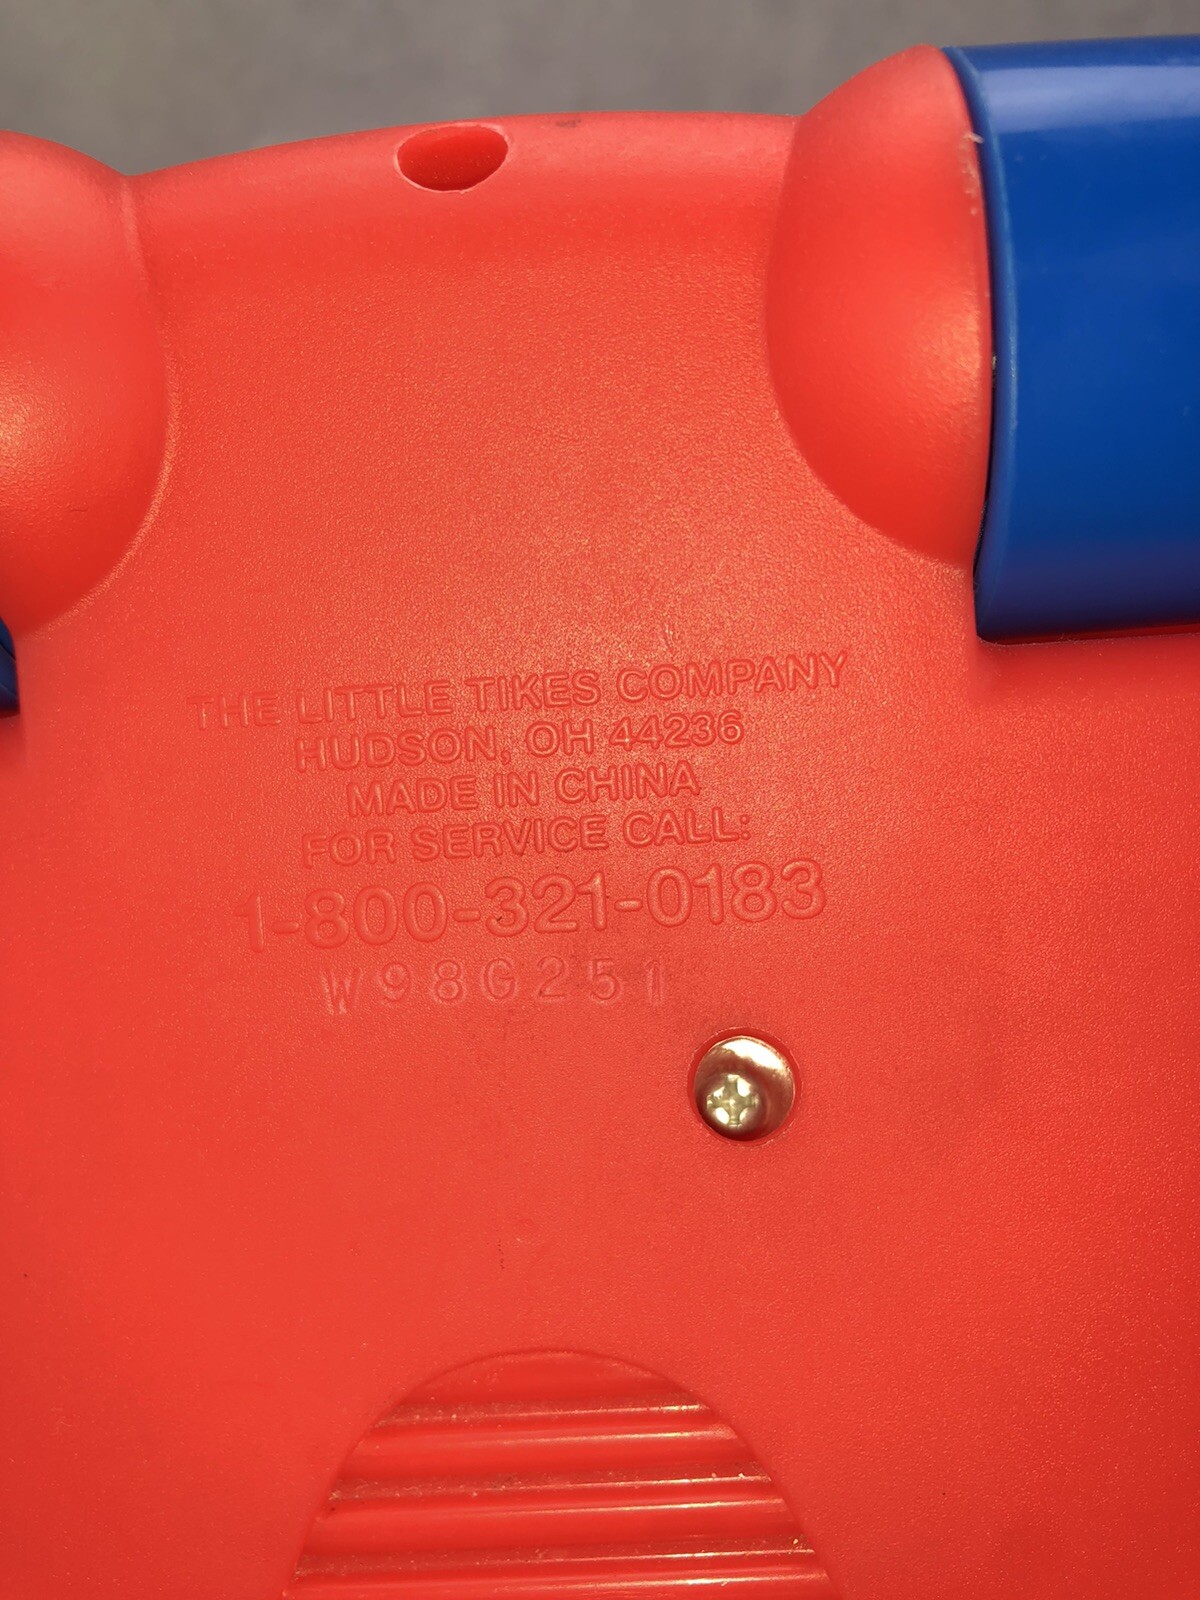 THE LITTLE TIKES COMPANY
HUDSON, OH 44236
MADE IN CHINA
FOR SERVICE CALL:
1-800-321-0183
W98G251